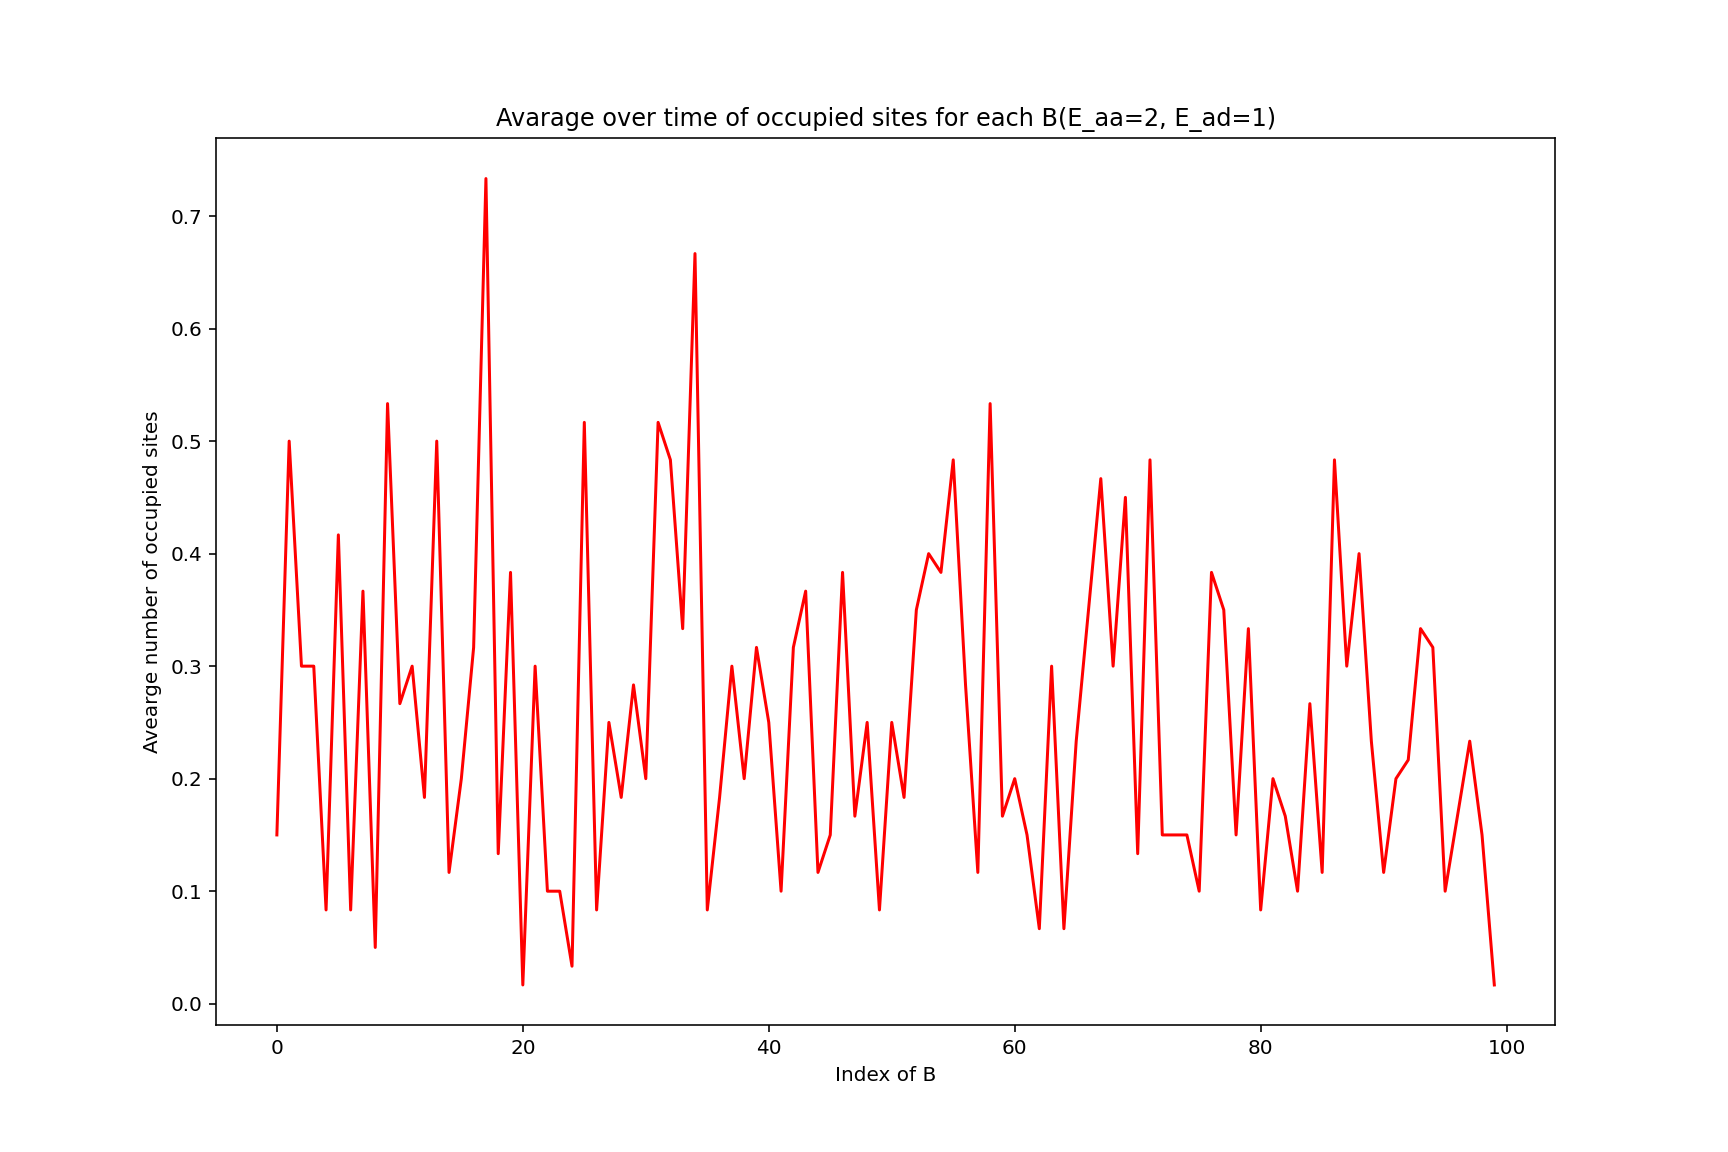 Avarage over time of occupied sites for each B(E_aa=2, E_ad=1)
Avearge number of occupied sites
0.7
0.6
0.5
0.4
0.3
0.2
0.1
0.0
0 20 40 60 80 100
Index of B